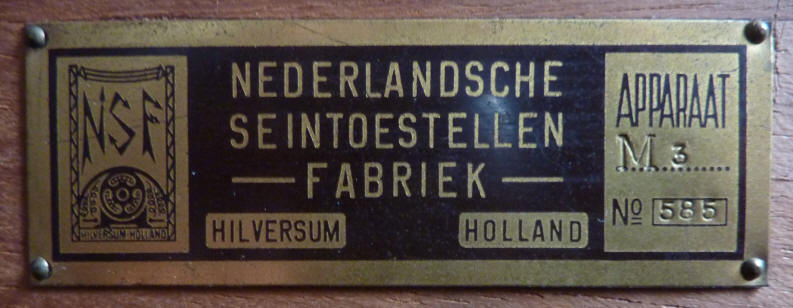 NSF
HILVERSUM-HOLLAND
NEDERLANDSCHE
SEINTOESTELLEN
— FABRIEK —
HILVERSUM HOLLAND
APPARAAT
M 3
Nº 585